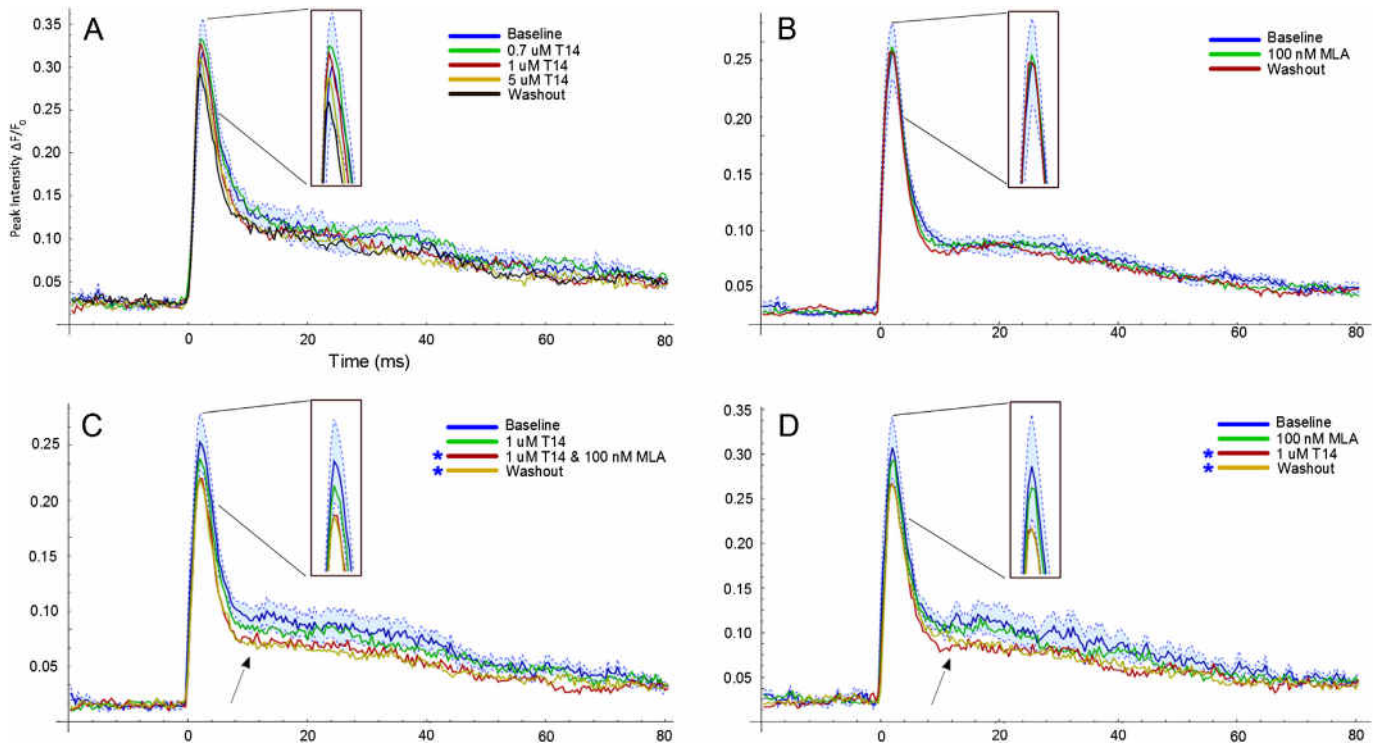 A
Baseline
0.7 uM T14
1 uM T14
5 uM T14
Washout
Peak Intensity ΔF/F₀
0.35
0.30
0.25
0.20
0.15
0.10
0.05
0 20 40 60 80
Time (ms)
B
Baseline
100 nM MLA
Washout
0.25
0.20
0.15
0.10
0.05
0 20 40 60 80
C
Baseline
1 uM T14
* 1 uM T14 & 100 nM MLA
* Washout
0.25
0.20
0.15
0.10
0.05
0 20 40 60 80
D
Baseline
100 nM MLA
* 1 uM T14
* Washout
0.35
0.30
0.25
0.20
0.15
0.10
0.05
0 20 40 60 80